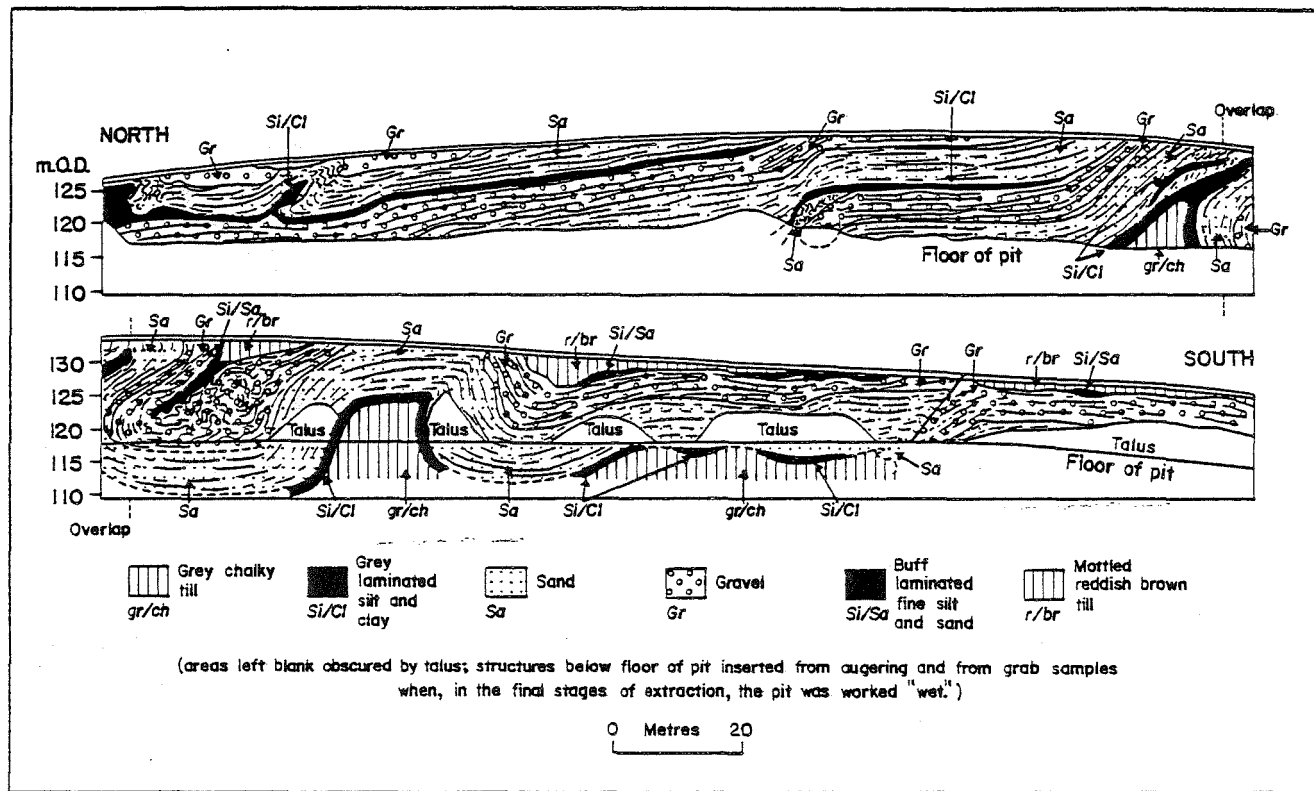 NORTH
Gr
Si/Cl
Gr
Sa
Gr
Si/Cl
Sa
Gr
Sa
Overlap
m.O.D.
125
120
115
110
Sa
Floor of pit
Si/Cl
gr/ch
Sa
Gr
Sa
Gr
Si/Sa
r/br
Sa
Gr
r/br
Si/Sa
Gr
Gr
r/br
Si/Sa
SOUTH
130
125
120
115
110
Talus
Talus
Talus
Talus
Talus
Floor of pit
Overlap
Sa
Si/Cl
gr/ch
Sa
Si/Cl
gr/ch
Si/Cl
Sa
Grey chalky
till
gr/ch
Grey
laminated
silt and
clay
Si/Cl
Sand
Sa
Gravel
Gr
Buff
laminated
fine silt
and sand
Si/Sa
Mottled
reddish brown
till
r/br
(areas left blank obscured by talus; structures below floor of pit inserted from augering and from grab samples
when, in the final stages of extraction, the pit was worked "wet.")
0 Metres 20